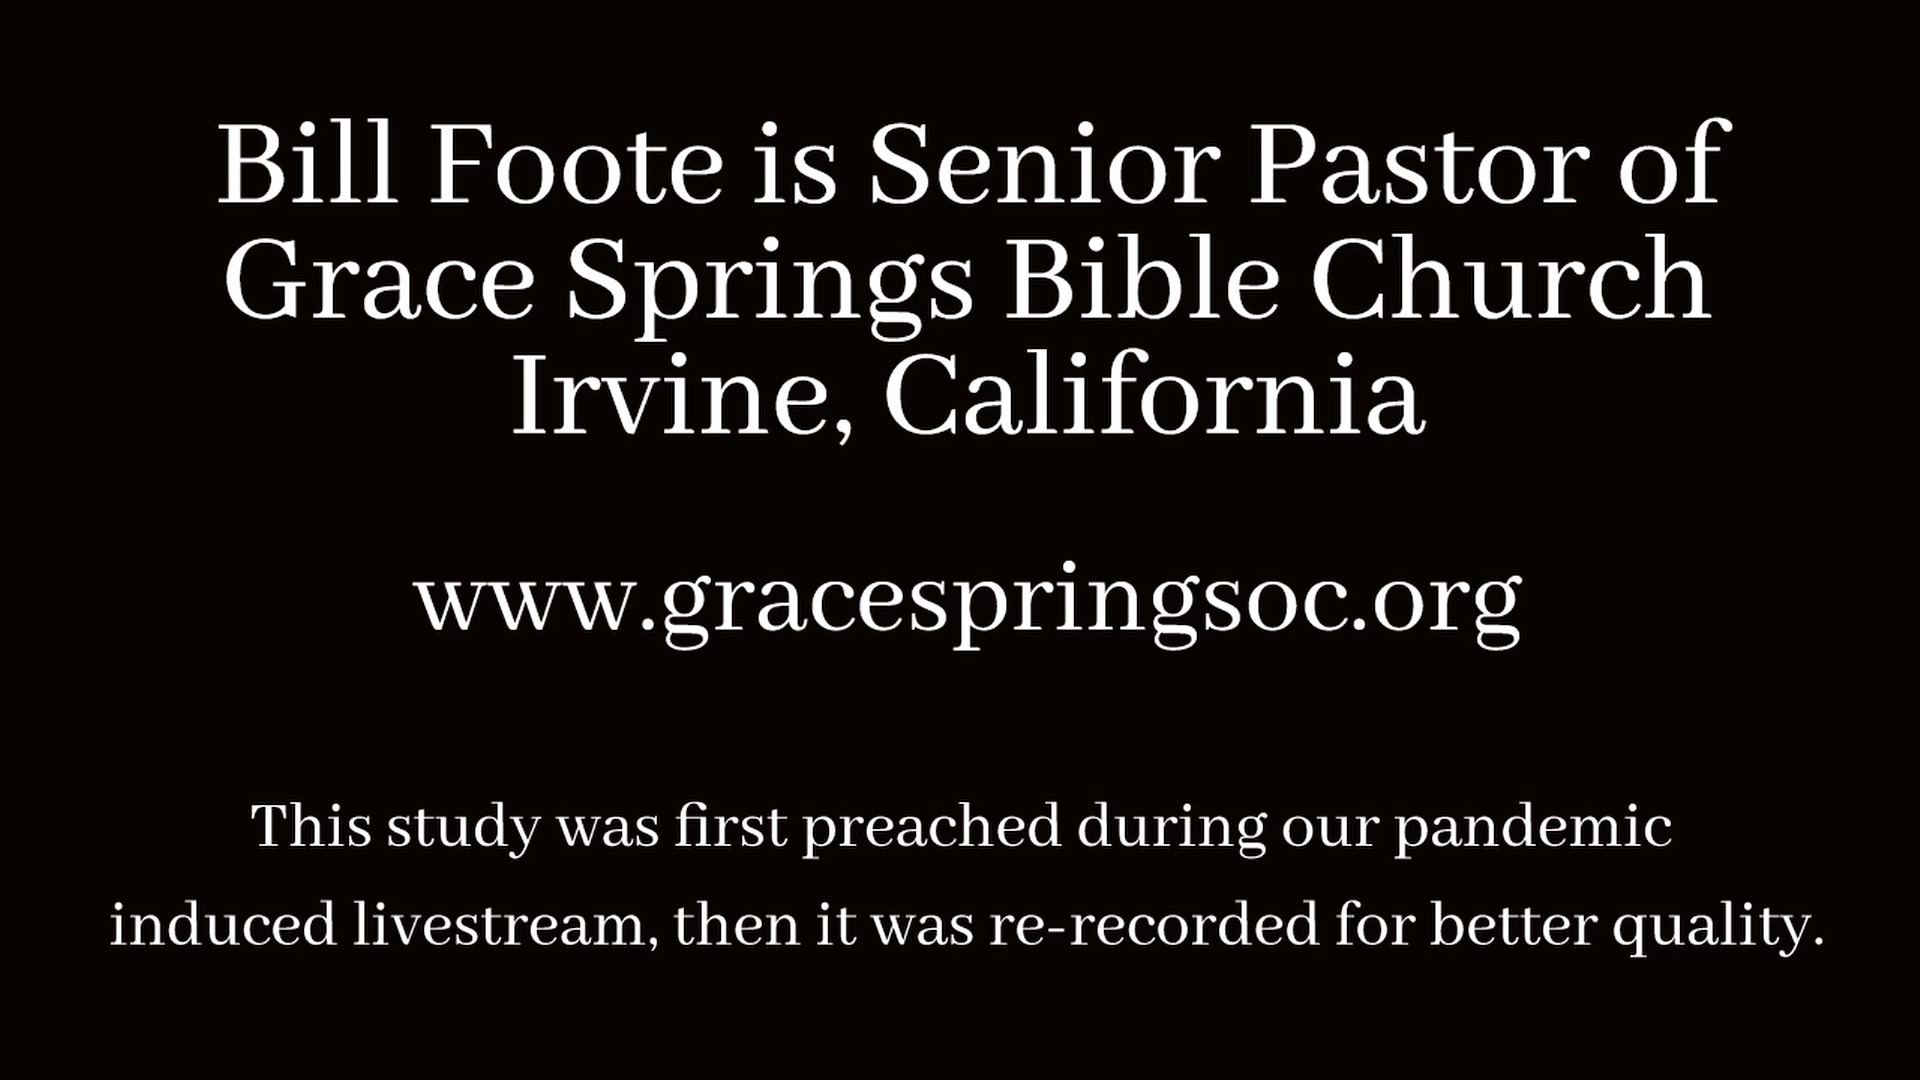 Bill Foote is Senior Pastor of
Grace Springs Bible Church
Irvine, California
www.gracespringsoc.org
This study was first preached during our pandemic
induced livestream, then it was re-recorded for better quality.